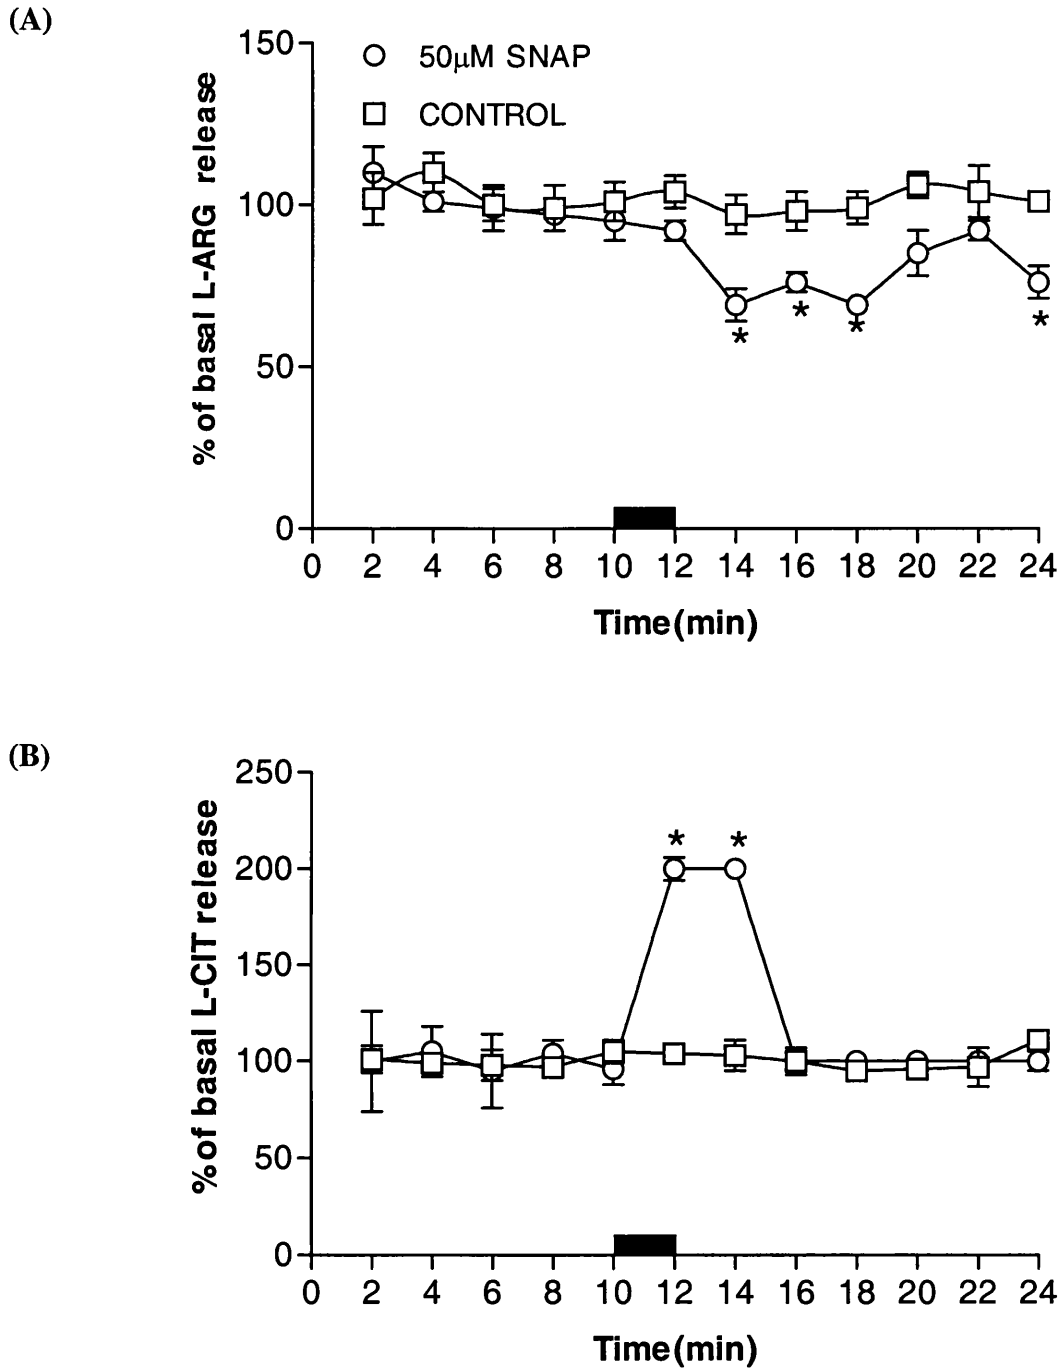 (A)
% of basal L-ARG release
150
100
50
0
50µM SNAP
CONTROL
* * * *
0 2 4 6 8 10 12 14 16 18 20 22 24
Time(min)
(B)
% of basal L-CIT release
250
200
150
100
50
0
* *
0 2 4 6 8 10 12 14 16 18 20 22 24
Time(min)